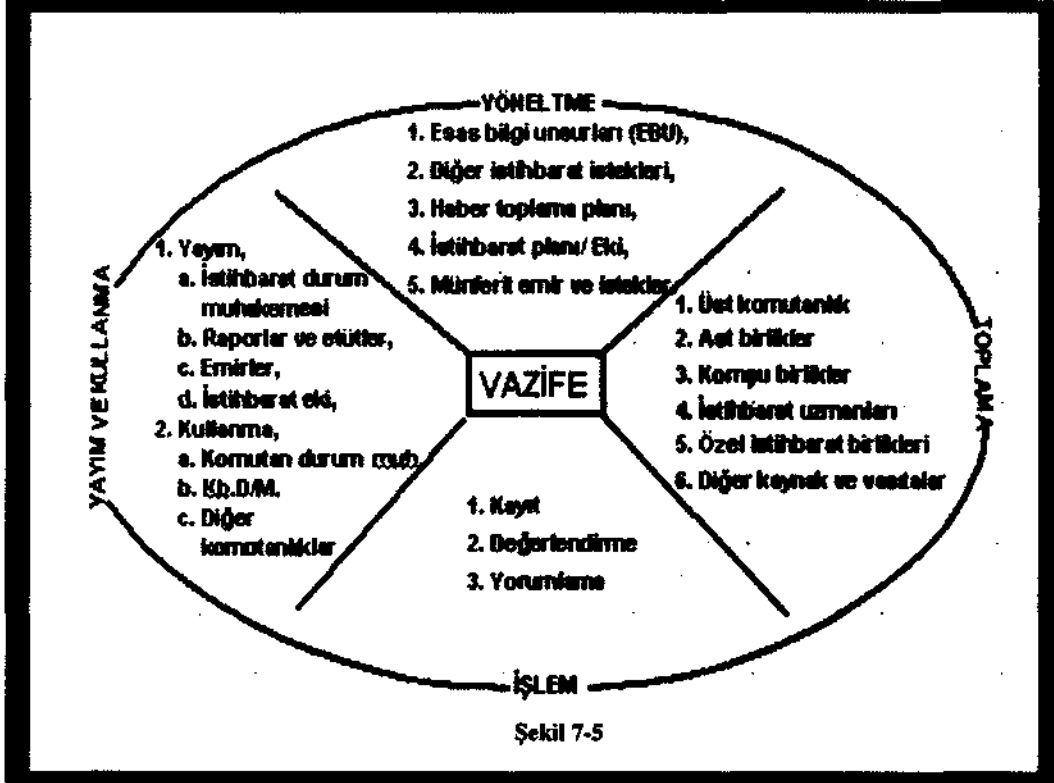 YÖNELTME
1. Esas bilgi unsurları (EBU),
2. Diğer istihbarat istekleri,
3. Haber toplama planı,
4. İstihbarat planı/ Eki,
5. Münferit emir ve istekler
TOPLAMA
1. Üst komutanlık
2. Ast birlikler
3. Komşu birlikler
4. İstihbarat uzmanları
5. Özel istihbarat birlikleri
6. Diğer kaynak ve vasıtalar
VAZİFE
İŞLEM
1. Kayıt
2. Değerlendirme
3. Yorumlama
YAYIM VE KULLANMA
1. Yayım,
a. İstihbarat durum
muhakemesi
b. Raporlar ve etütler,
c. Emirler,
d. İstihbarat eki,
2. Kullanma,
a. Komutan durum muh.
b. Kh.D/M.
c. Diğer
komutanlıklar
Şekil 7-5